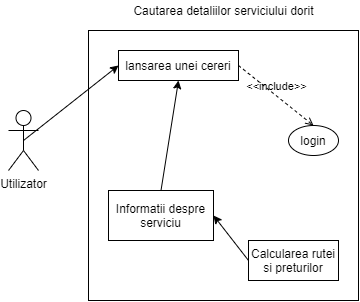 Cautarea detaliilor serviciului dorit
lansarea unei cereri
<<include>>
login
Utilizator
Informatii despre
serviciu
Calcularea rutei
si preturilor